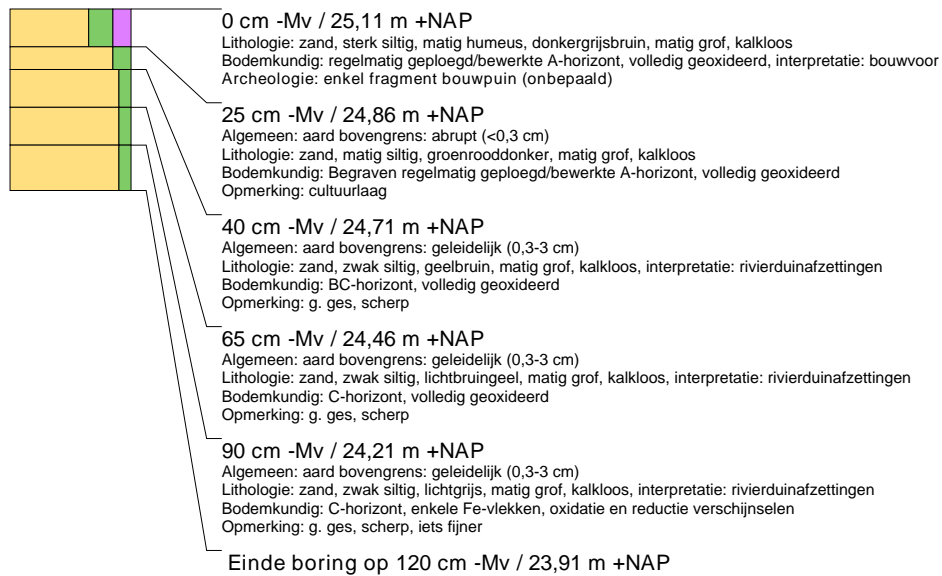 0 cm -Mv / 25,11 m +NAP
Lithologie: zand, sterk siltig, matig humeus, donkergrijsbruin, matig grof, kalkloos
Bodemkundig: regelmatig geploegd/bewerkte A-horizont, volledig geoxideerd, interpretatie: bouwvoor
Archeologie: enkel fragment bouwpuin (onbepaald)
25 cm -Mv / 24,86 m +NAP
Algemeen: aard bovengrens: abrupt (<0,3 cm)
Lithologie: zand, matig siltig, groenrooddonker, matig grof, kalkloos
Bodemkundig: Begraven regelmatig geploegd/bewerkte A-horizont, volledig geoxideerd
Opmerking: cultuurlaag
40 cm -Mv / 24,71 m +NAP
Algemeen: aard bovengrens: geleidelijk (0,3-3 cm)
Lithologie: zand, zwak siltig, geelbruin, matig grof, kalkloos, interpretatie: rivierduinafzettingen
Bodemkundig: BC-horizont, volledig geoxideerd
Opmerking: g. ges, scherp
65 cm -Mv / 24,46 m +NAP
Algemeen: aard bovengrens: geleidelijk (0,3-3 cm)
Lithologie: zand, zwak siltig, lichtbruingeel, matig grof, kalkloos, interpretatie: rivierduinafzettingen
Bodemkundig: C-horizont, volledig geoxideerd
Opmerking: g. ges, scherp
90 cm -Mv / 24,21 m +NAP
Algemeen: aard bovengrens: geleidelijk (0,3-3 cm)
Lithologie: zand, zwak siltig, lichtgrijs, matig grof, kalkloos, interpretatie: rivierduinafzettingen
Bodemkundig: C-horizont, enkele Fe-vlekken, oxidatie en reductie verschijnselen
Opmerking: g. ges, scherp, iets fijner
Einde boring op 120 cm -Mv / 23,91 m +NAP